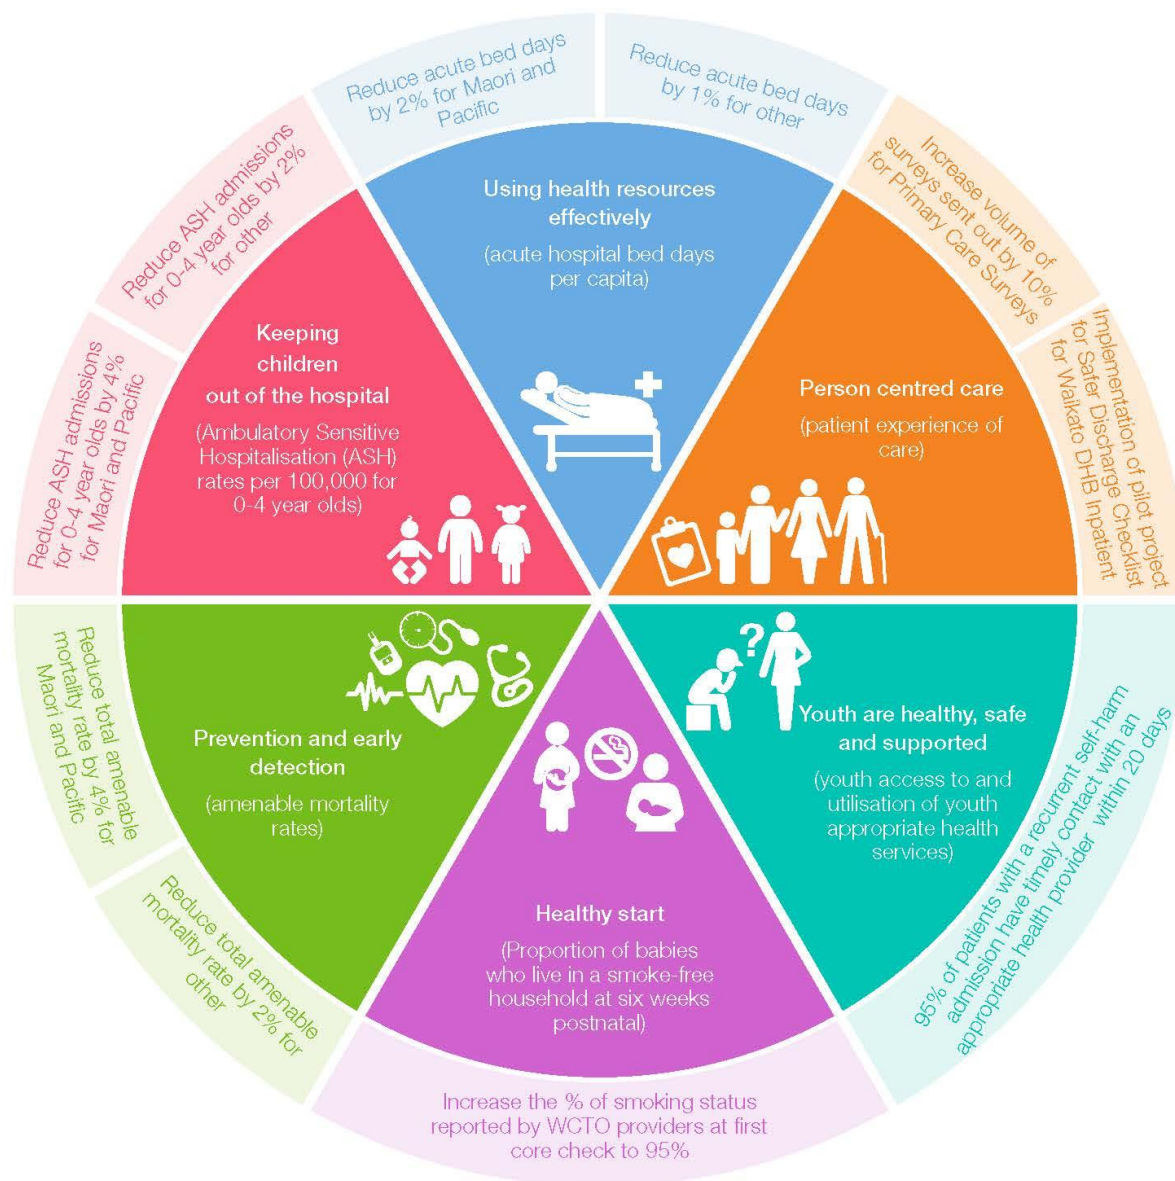 Reduce acute bed days
by 2% for Maori and
Pacific
Reduce acute bed days
by 1% for other
Using health resources
effectively
(acute hospital bed days
per capita)
Increase volume of
surveys sent out by 10%
for Primary Care Surveys
Implementation of pilot project
for Safer Discharge Checklist
for Waikato DHB Inpatient
Person centred care
(patient experience of
care)
95% of patients with a recurrent self-harm
admission have timely contact with an
appropriate health provider within 20 days
?
Youth are healthy, safe
and supported
(youth access to and
utilisation of youth
appropriate health
services)
Healthy start
(Proportion of babies
who live in a smoke-free
household at six weeks
postnatal)
Increase the % of smoking status
reported by WCTO providers at first
core check to 95%
Prevention and early
detection
(amenable mortality
rates)
Reduce total amenable
mortality rate by 2% for
other
Reduce total amenable
mortality rate by 4% for
Maori and Pacific
Keeping
children
out of the hospital
(Ambulatory Sensitive
Hospitalisation (ASH)
rates per 100,000 for
0-4 year olds)
Reduce ASH admissions
for 0-4 year olds by 4%
for Maori and Pacific
Reduce ASH admissions
for 0-4 year olds by 2%
for other